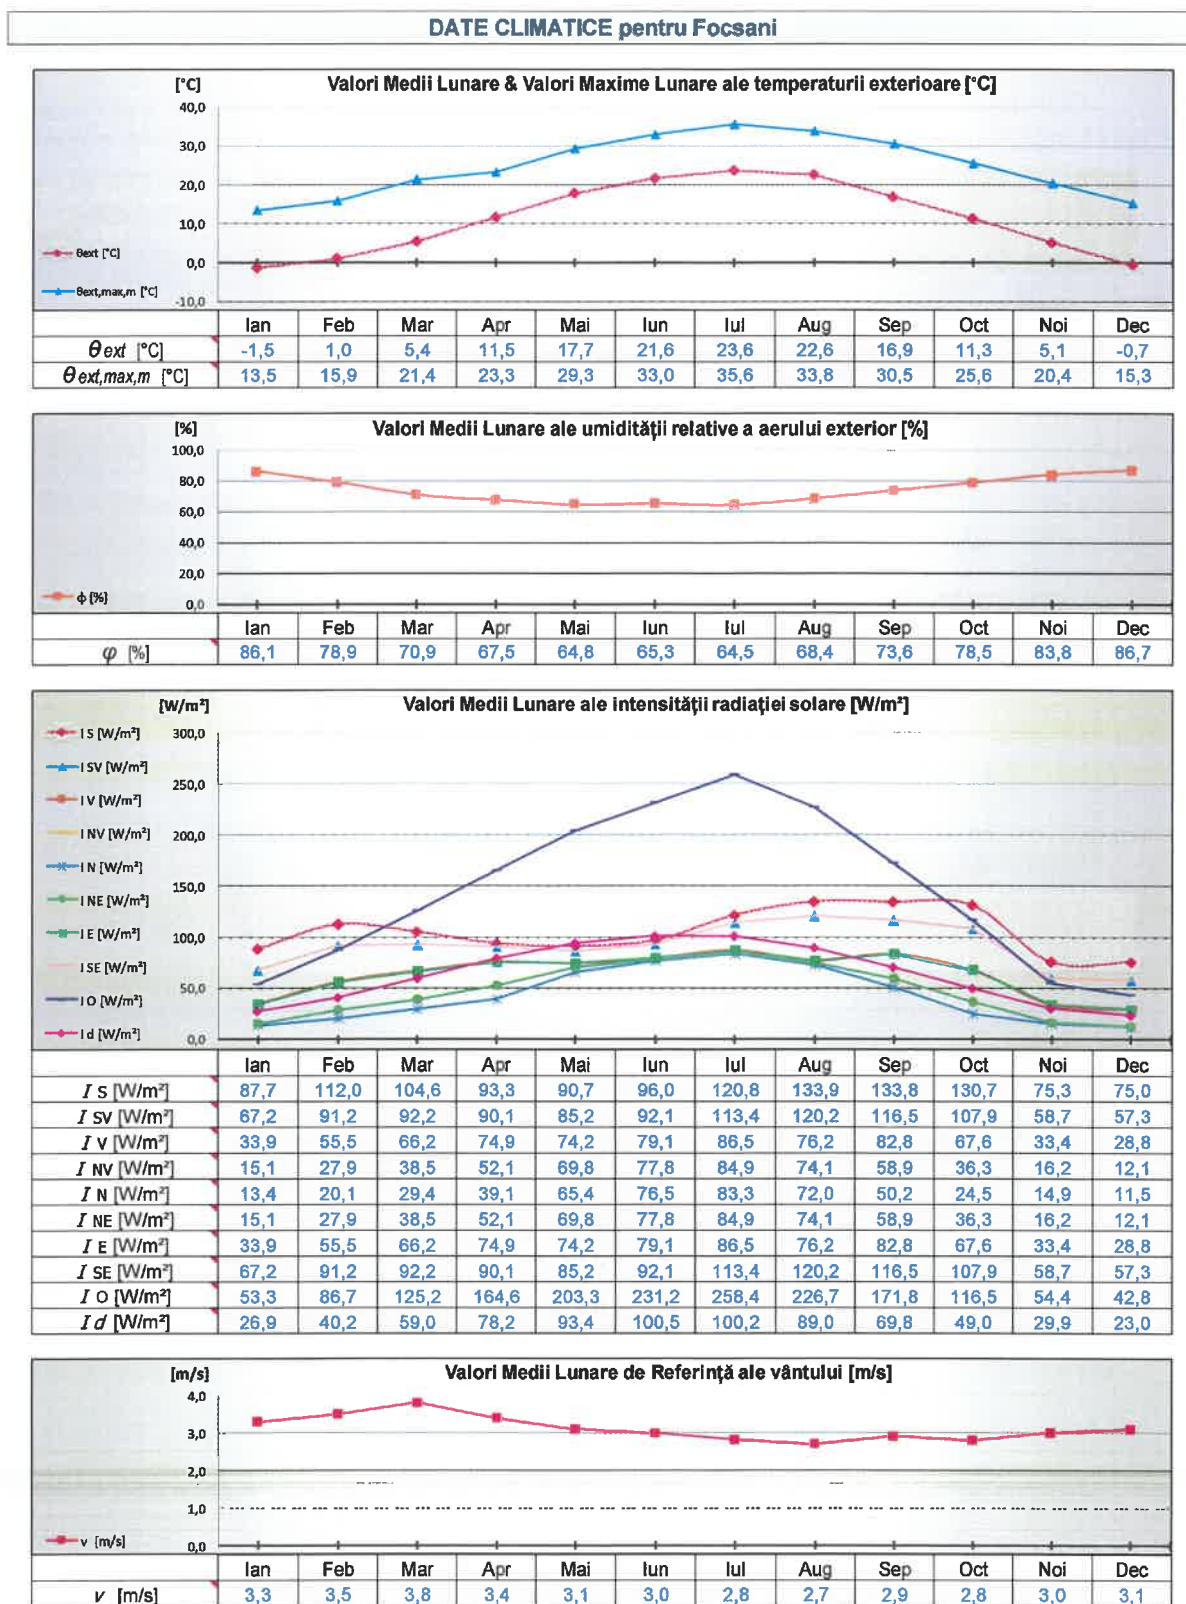 DATE CLIMATICE pentru Focsani
[°C] Valori Medii Lunare & Valori Maxime Lunare ale temperaturii exterioare [°C]
40,0
30,0
20,0
10,0
θext [°C]
0,0
θext,max,m [°C]
-10,0
Ian Feb Mar Apr Mai Iun Iul Aug Sep Oct Noi Dec
θext [°C] -1,5 1,0 5,4 11,5 17,7 21,6 23,6 22,6 16,9 11,3 5,1 -0,7
θext,max,m [°C] 13,5 15,9 21,4 23,3 29,3 33,0 35,6 33,8 30,5 25,6 20,4 15,3
[%] Valori Medii Lunare ale umidității relative a aerului exterior [%]
100,0
80,0
60,0
40,0
20,0
ϕ [%] 0,0
Ian Feb Mar Apr Mai Iun Iul Aug Sep Oct Noi Dec
φ [%] 86,1 78,9 70,9 67,5 64,8 65,3 64,5 68,4 73,6 78,5 83,8 86,7
[W/m²] Valori Medii Lunare ale intensității radiației solare [W/m²]
I S [W/m²] 300,0
I SV [W/m²]
250,0
I V [W/m²]
I NV [W/m²] 200,0
I N [W/m²]
150,0
I NE [W/m²]
I E [W/m²] 100,0
I SE [W/m²]
50,0
I O [W/m²]
I d [W/m²] 0,0
Ian Feb Mar Apr Mai Iun Iul Aug Sep Oct Noi Dec
I S [W/m²] 87,7 112,0 104,6 93,3 90,7 96,0 120,8 133,9 133,8 130,7 75,3 75,0
I SV [W/m²] 67,2 91,2 92,2 90,1 85,2 92,1 113,4 120,2 116,5 107,9 58,7 57,3
I V [W/m²] 33,9 55,5 66,2 74,9 74,2 79,1 86,5 76,2 82,8 67,6 33,4 28,8
I NV [W/m²] 15,1 27,9 38,5 52,1 69,8 77,8 84,9 74,1 58,9 36,3 16,2 12,1
I N [W/m²] 13,4 20,1 29,4 39,1 65,4 76,5 83,3 72,0 50,2 24,5 14,9 11,5
I NE [W/m²] 15,1 27,9 38,5 52,1 69,8 77,8 84,9 74,1 58,9 36,3 16,2 12,1
I E [W/m²] 33,9 55,5 66,2 74,9 74,2 79,1 86,5 76,2 82,8 67,6 33,4 28,8
I SE [W/m²] 67,2 91,2 92,2 90,1 85,2 92,1 113,4 120,2 116,5 107,9 58,7 57,3
I O [W/m²] 53,3 86,7 125,2 164,6 203,3 231,2 258,4 226,7 171,8 116,5 54,4 42,8
I d [W/m²] 26,9 40,2 59,0 78,2 93,4 100,5 100,2 89,0 69,8 49,0 29,9 23,0
[m/s] Valori Medii Lunare de Referință ale vântului [m/s]
4,0
3,0
2,0
1,0
v [m/s] 0,0
Ian Feb Mar Apr Mai Iun Iul Aug Sep Oct Noi Dec
v [m/s] 3,3 3,5 3,8 3,4 3,1 3,0 2,8 2,7 2,9 2,8 3,0 3,1